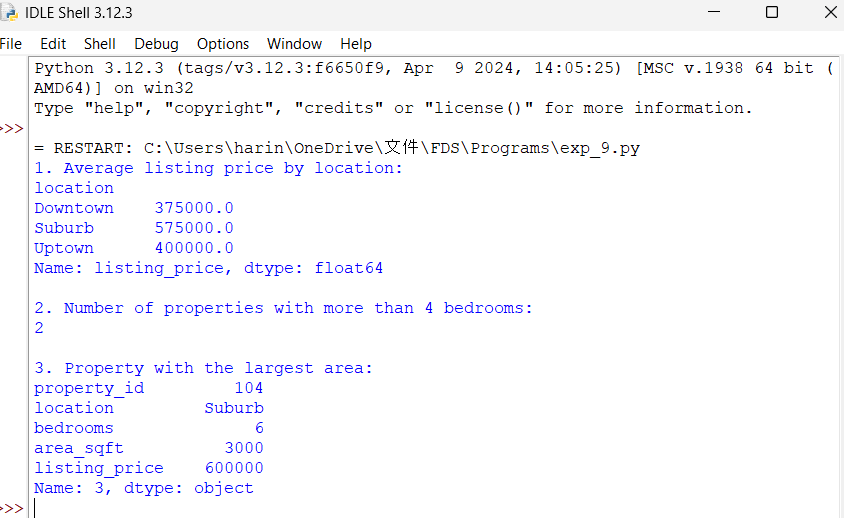 IDLE Shell 3.12.3
File Edit Shell Debug Options Window Help
Python 3.12.3 (tags/v3.12.3:f6650f9, Apr  9 2024, 14:05:25) [MSC v.1938 64 bit (
AMD64)] on win32
Type "help", "copyright", "credits" or "license()" for more information.
>>>
= RESTART: C:\Users\harin\OneDrive\文件\FDS\Programs\exp_9.py
1. Average listing price by location:
location
Downtown    375000.0
Suburb      575000.0
Uptown      400000.0
Name: listing_price, dtype: float64
2. Number of properties with more than 4 bedrooms:
2
3. Property with the largest area:
property_id         104
location         Suburb
bedrooms              6
area_sqft          3000
listing_price    600000
Name: 3, dtype: object
>>>